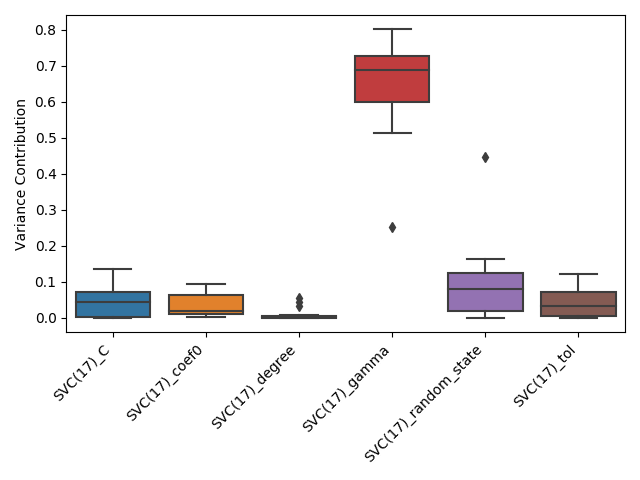 0.8
0.7
0.6
0.5
0.4
0.3
0.2
0.1
0.0
Variance Contribution
SVC(17)_C
SVC(17)_coef0
SVC(17)_degree
SVC(17)_gamma
SVC(17)_random_state
SVC(17)_tol